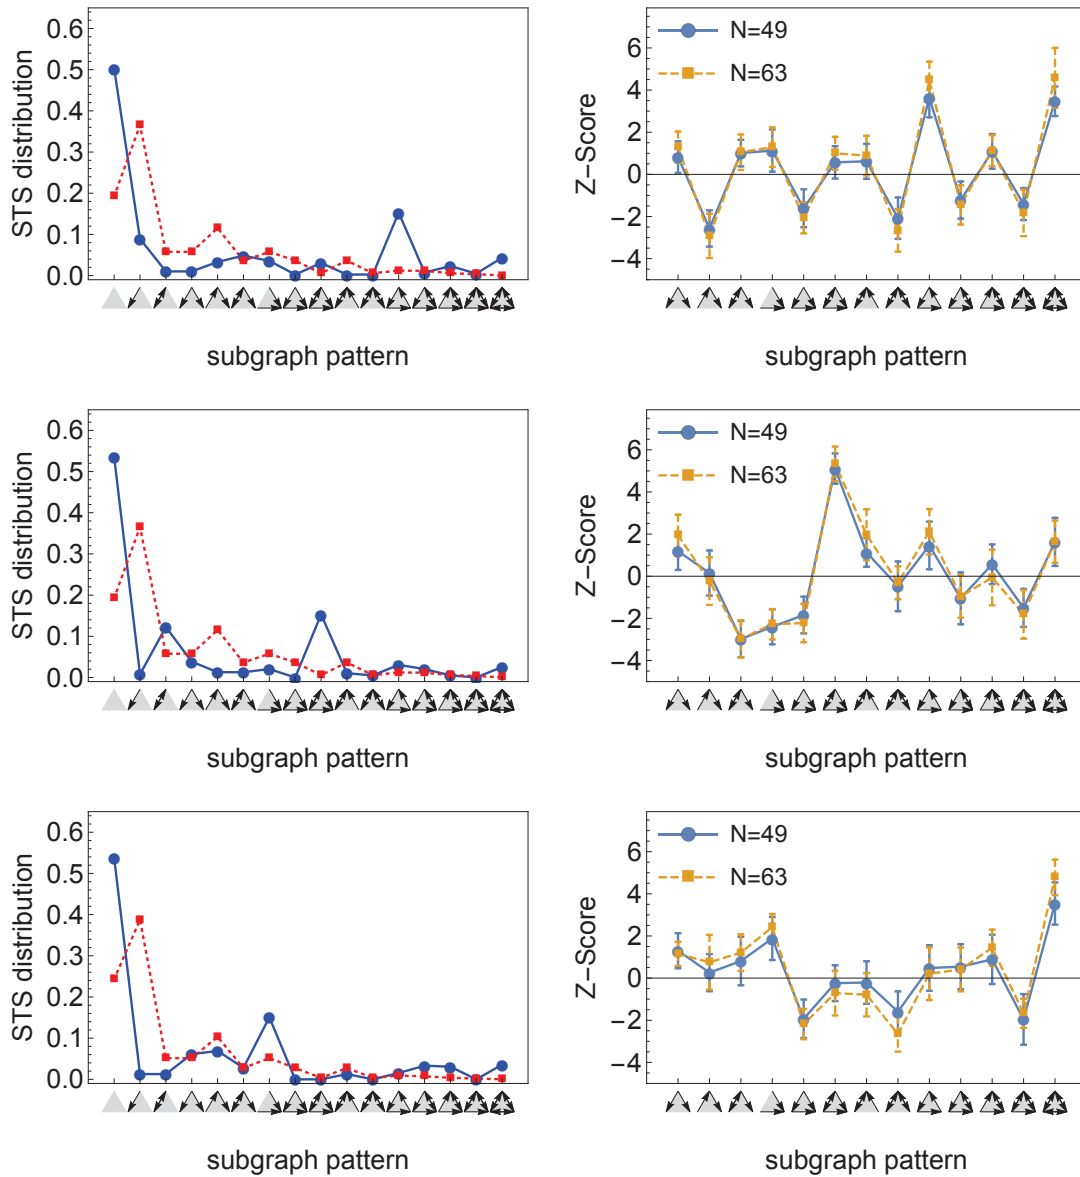 STS distribution
0.6
0.5
0.4
0.3
0.2
0.1
0.0
subgraph pattern
Z-Score
6
4
2
0
−2
−4
N=49
N=63
subgraph pattern
STS distribution
0.6
0.5
0.4
0.3
0.2
0.1
0.0
subgraph pattern
Z-Score
6
4
2
0
−2
−4
N=49
N=63
subgraph pattern
STS distribution
0.6
0.5
0.4
0.3
0.2
0.1
0.0
subgraph pattern
Z-Score
6
4
2
0
−2
−4
N=49
N=63
subgraph pattern